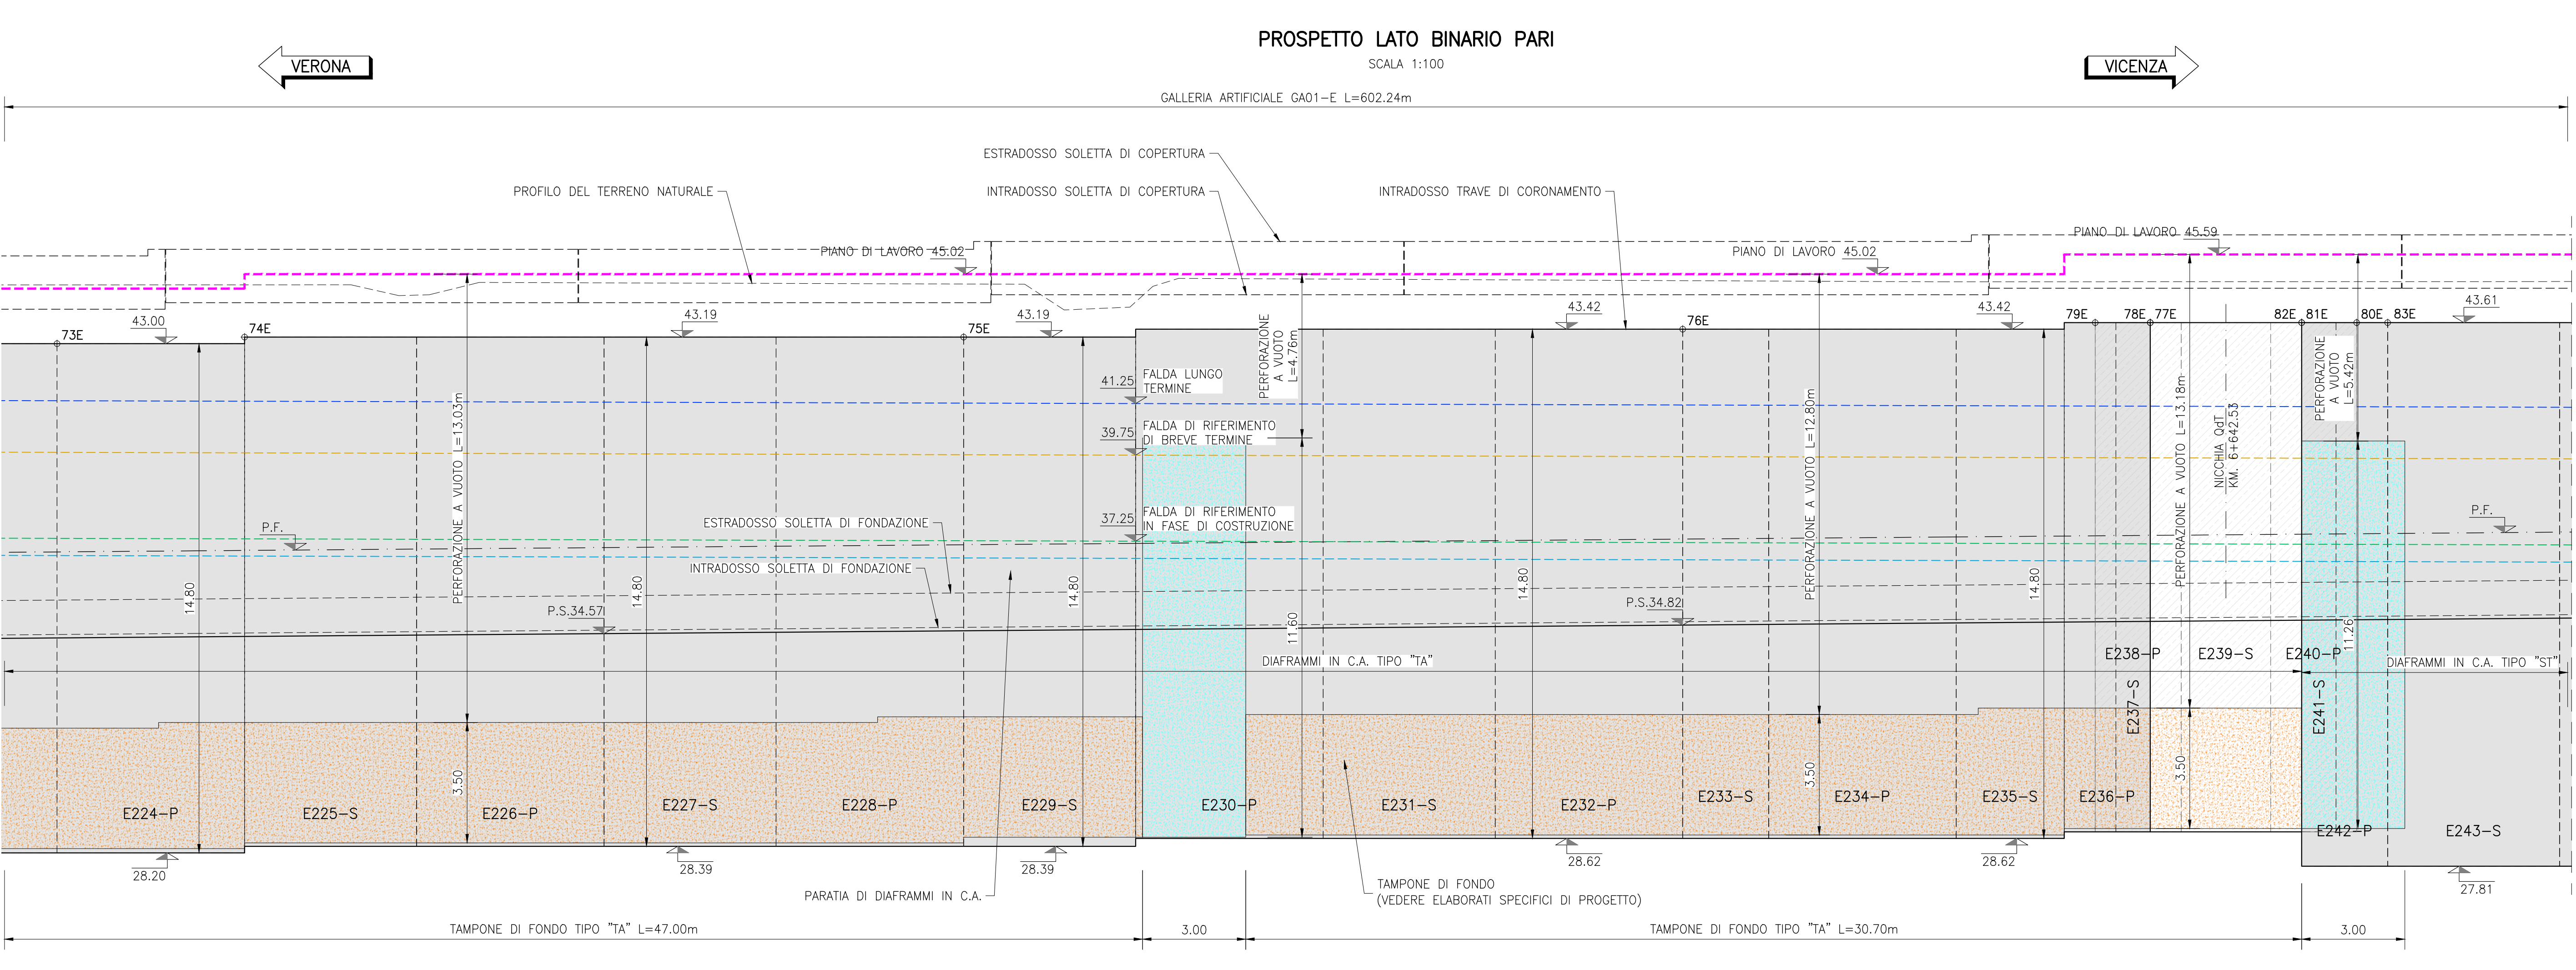 PROSPETTO LATO BINARIO PARI
SCALA 1:100
VERONA
VICENZA
GALLERIA ARTIFICIALE GA01-E L=602.24m
ESTRADOSSO SOLETTA DI COPERTURA
PROFILO DEL TERRENO NATURALE
INTRADOSSO SOLETTA DI COPERTURA
INTRADOSSO TRAVE DI CORONAMENTO
PIANO DI LAVORO 45.02
PIANO DI LAVORO 45.02
PIANO DI LAVORO 45.59
43.00
43.19
43.19
43.42
43.42
43.61
73E
74E
75E
76E
79E
78E
77E
82E
81E
80E
83E
PERFORAZIONE
A VUOTO
L=4.76m
PERFORAZIONE
A VUOTO
L=5.42m
41.25
FALDA LUNGO
TERMINE
39.75
FALDA DI RIFERIMENTO
DI BREVE TERMINE
37.25
FALDA DI RIFERIMENTO
IN FASE DI COSTRUZIONE
PERFORAZIONE A VUOTO L=13.03m
PERFORAZIONE A VUOTO L=12.80m
PERFORAZIONE A VUOTO L=13.18m
NICCHIA QdT
KM. 6+642.53
P.F.
P.F.
ESTRADOSSO SOLETTA DI FONDAZIONE
INTRADOSSO SOLETTA DI FONDAZIONE
14.80
14.80
14.80
14.80
14.80
P.S.34.57
P.S.34.82
11.60
11.26
DIAFRAMMI IN C.A. TIPO "TA"
DIAFRAMMI IN C.A. TIPO "ST"
E238-P
E239-S
E240-P
E237-S
E241-S
3.50
3.50
3.50
E224-P
E225-S
E226-P
E227-S
E228-P
E229-S
E230-P
E231-S
E232-P
E233-S
E234-P
E235-S
E236-P
E242-P
E243-S
28.20
28.39
28.39
28.62
28.62
27.81
PARATIA DI DIAFRAMMI IN C.A.
TAMPONE DI FONDO
(VEDERE ELABORATI SPECIFICI DI PROGETTO)
TAMPONE DI FONDO TIPO "TA" L=47.00m
3.00
TAMPONE DI FONDO TIPO "TA" L=30.70m
3.00